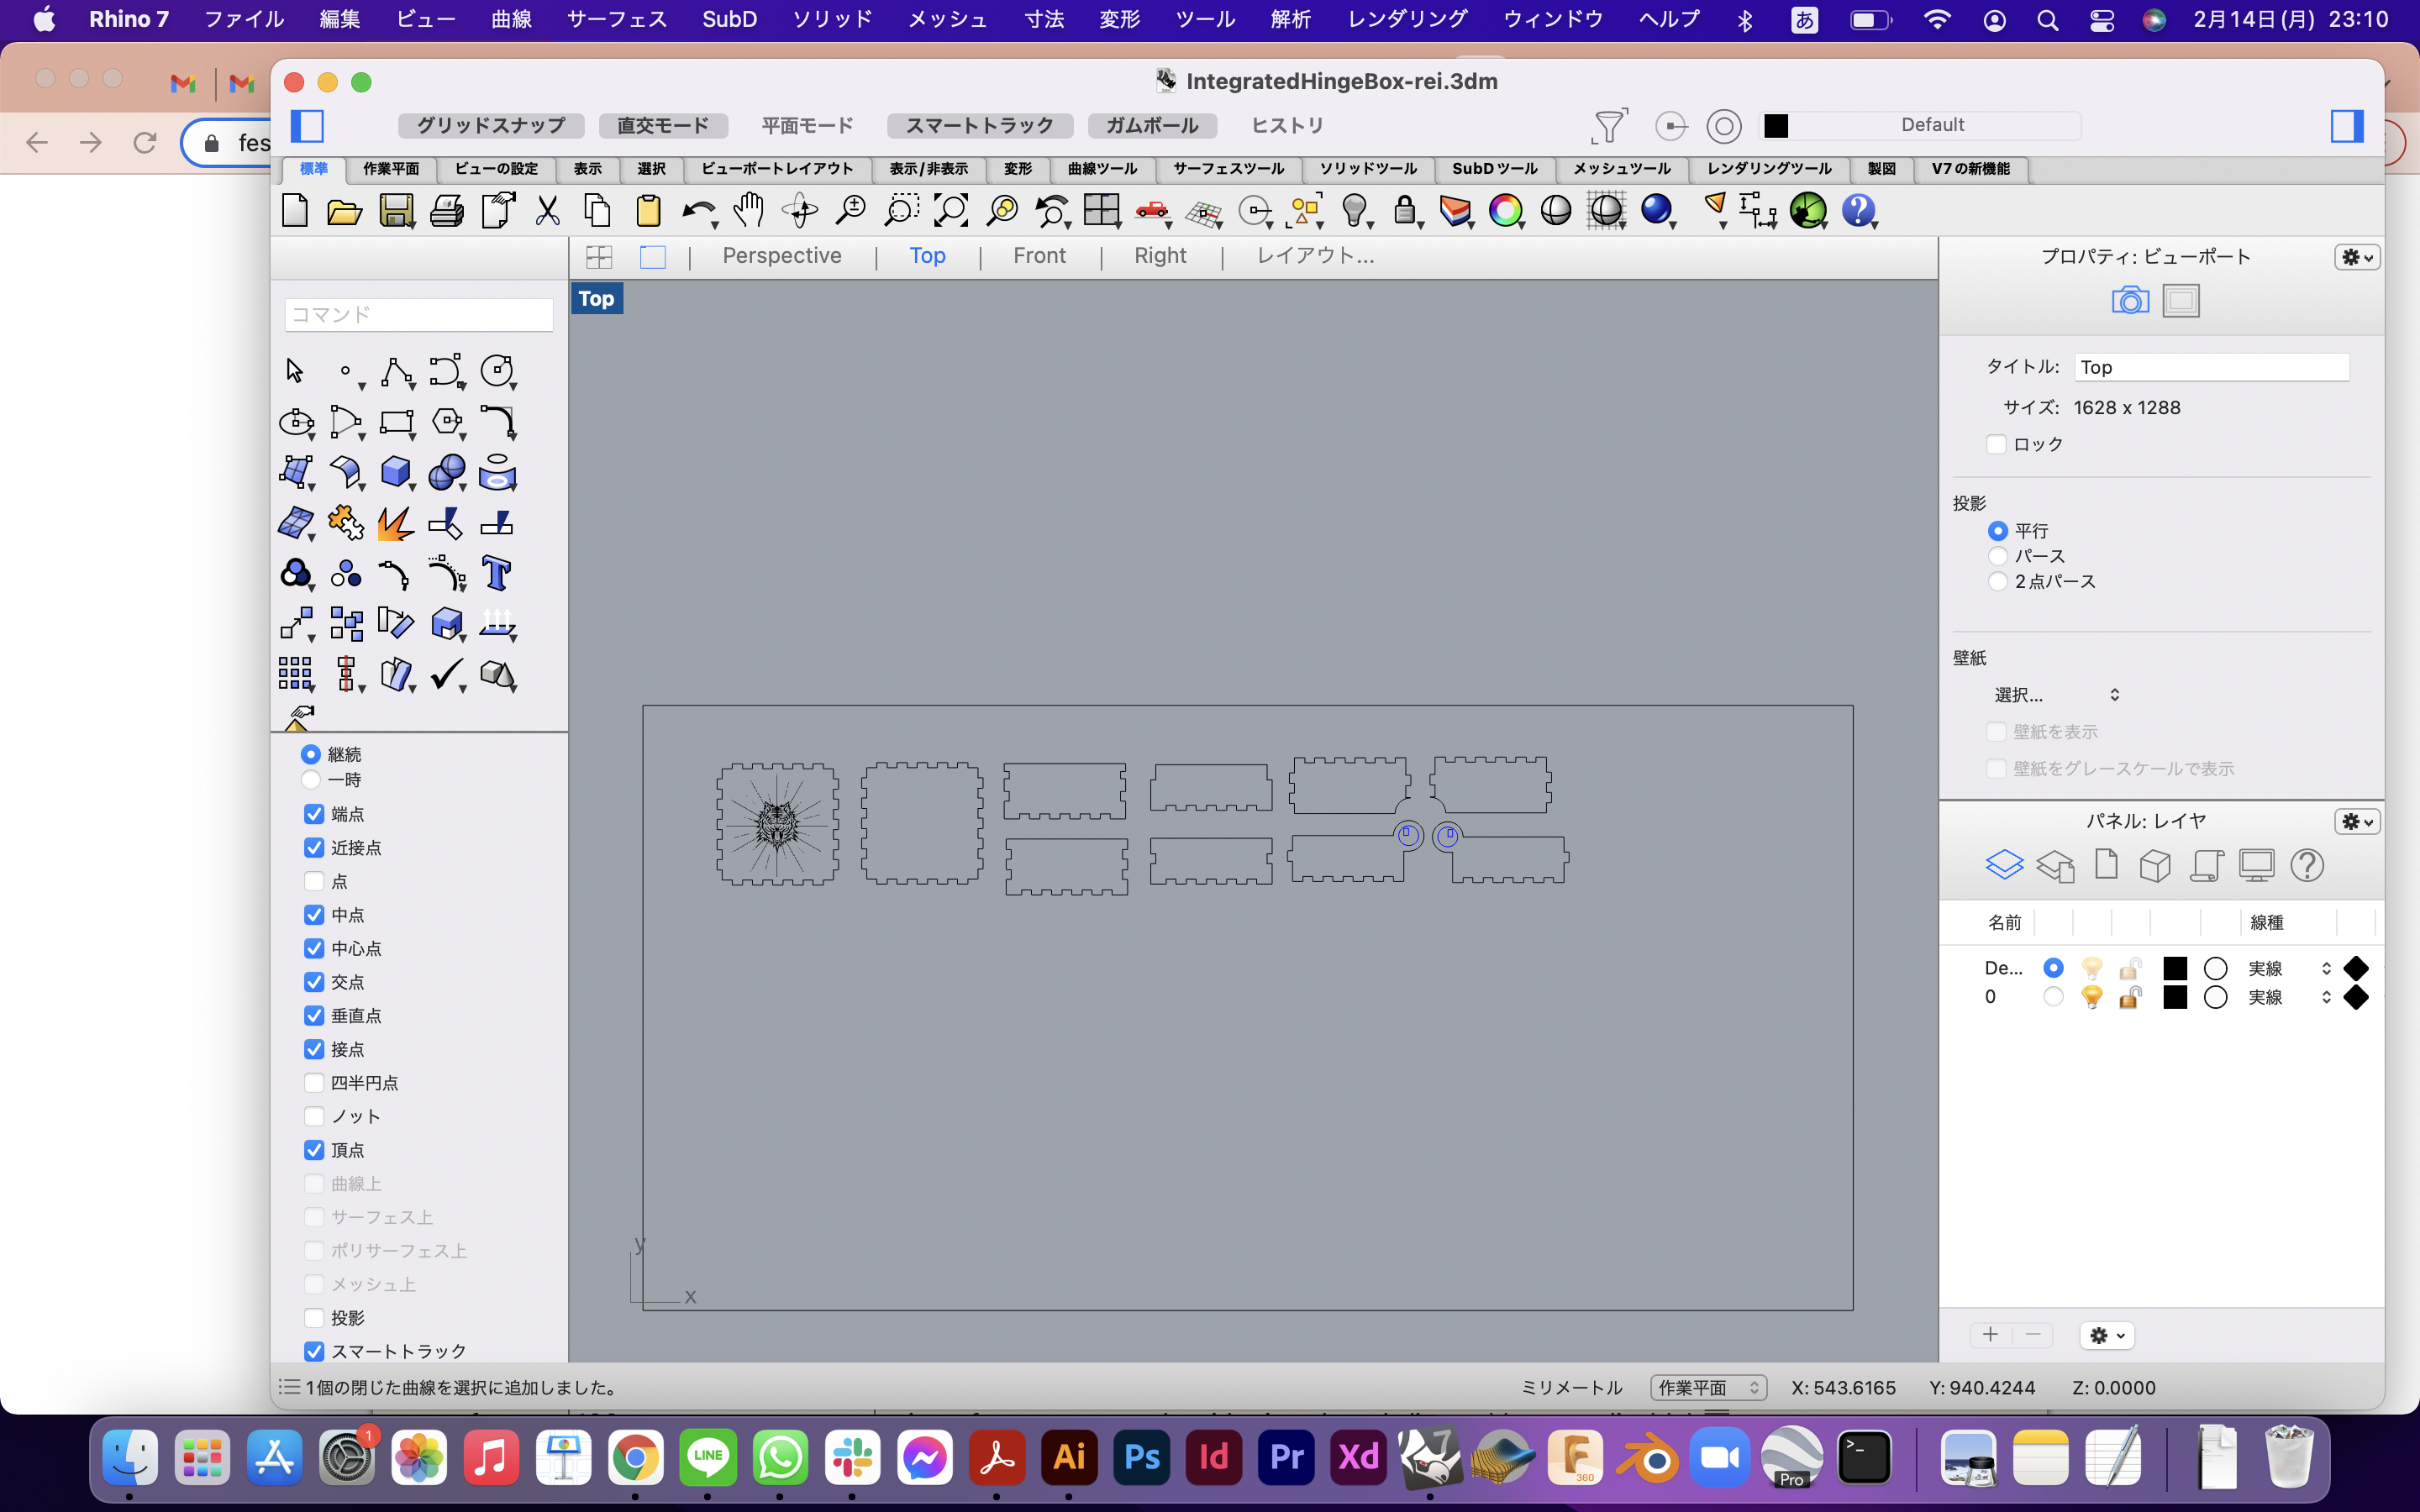 Rhino 7 ファイル 編集 ビュー 曲線 サーフェス SubD ソリッド メッシュ 寸法 変形 ツール 解析 レンダリング ウィンドウ ヘルプ あ 2月14日(月) 23:10
fes
IntegratedHingeBox-rei.3dm
グリッドスナップ 直交モード 平面モード スマートトラック ガムボール ヒストリ Default
標準 作業平面 ビューの設定 表示 選択 ビューポートレイアウト 表示/非表示 変形 曲線ツール サーフェスツール ソリッドツール SubD ツール メッシュツール レンダリングツール 製図 V7 の新機能
Perspective Top Front Right レイアウト...
Top
コマンド
継続
一時
端点
近接点
点
中点
中心点
交点
垂直点
接点
四半円点
ノット
頂点
曲線上
サーフェス上
ポリサーフェス上
メッシュ上
投影
スマートトラック
y
x
プロパティ: ビューポート
タイトル: Top
サイズ: 1628 x 1288
ロック
投影
平行
パース
2点パース
壁紙
選択...
壁紙を表示
壁紙をグレースケールで表示
パネル: レイヤ
名前 線種
De... 実線
0 実線
1個の閉じた曲線を選択に追加しました。 ミリメートル 作業平面 X: 543.6165 Y: 940.4244 Z: 0.0000
1
LINE
Ai Ps Id Pr Xd 7
360
Pro